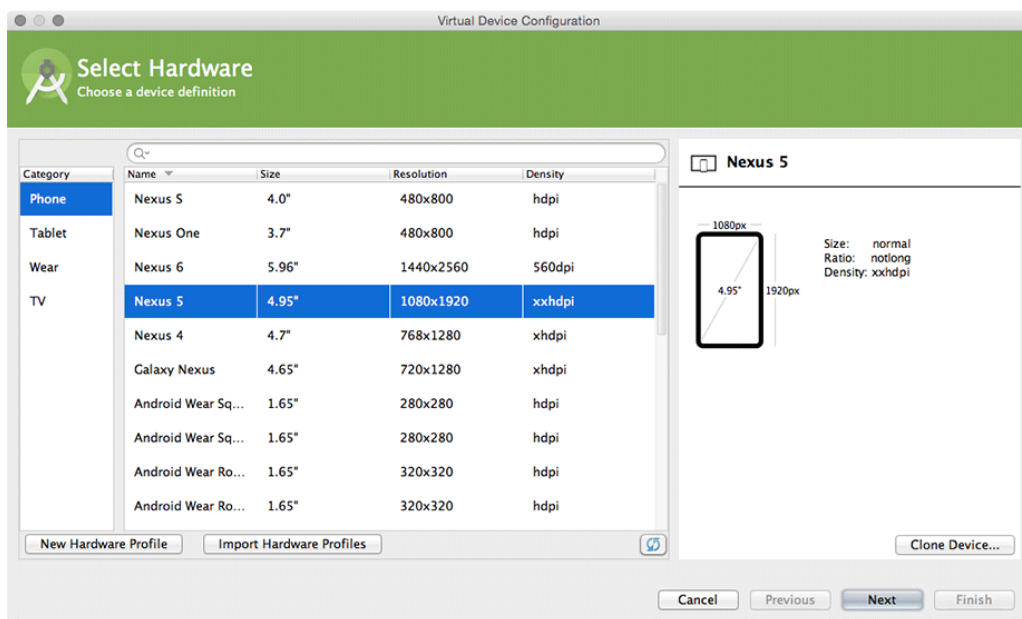 Virtual Device Configuration
Select Hardware
Choose a device definition
Category
Phone
Tablet
Wear
TV
Name Size Resolution Density
Nexus S 4.0" 480x800 hdpi
Nexus One 3.7" 480x800 hdpi
Nexus 6 5.96" 1440x2560 560dpi
Nexus 5 4.95" 1080x1920 xxhdpi
Nexus 4 4.7" 768x1280 xhdpi
Galaxy Nexus 4.65" 720x1280 xhdpi
Android Wear Sq... 1.65" 280x280 hdpi
Android Wear Sq... 1.65" 280x280 hdpi
Android Wear Ro... 1.65" 320x320 hdpi
Android Wear Ro... 1.65" 320x320 hdpi
New Hardware Profile Import Hardware Profiles
Nexus 5
1080px
4.95"
1920px
Size: normal
Ratio: notlong
Density: xxhdpi
Clone Device...
Cancel Previous Next Finish